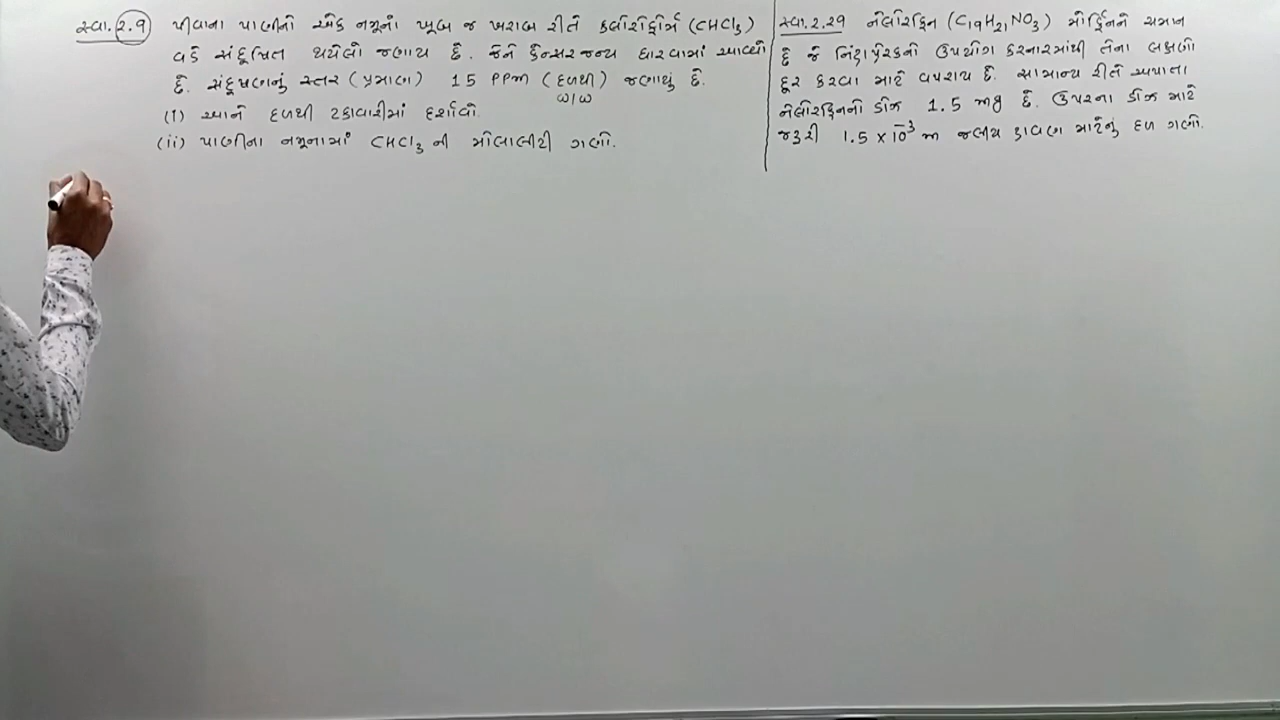 સ્વા. 2.9 પીવાના પાણીનો એક નમૂનો ખૂબ જ ખરાબ રીતે ક્લોરોફોર્મ (CHCl₃)
વડે સંદૂષિત થયેલો જણાય છે. જેને કેન્સરજન્ય ધારવામાં આવ્યો
છે. સંદૂષણનું સ્તર (પ્રમાણ) 15 PPm (દળથી) જણાયું છે.
w/w
(i) આને દળથી ટકાવારીમાં દર્શાવો.
(ii) પાણીના નમૂનામાં CHCl₃ ની મોલાલીટી ગણો.
સ્વા. 2.29 નેલોરફિન (C₁₉H₂₁NO₃) મોર્ફિનને સમાન
છે જે નિંદ્રાપ્રેરકનો ઉપયોગ કરનારમાંથી તેના લક્ષણો
દૂર કરવા માટે વપરાય છે. સામાન્ય રીતે અપાતા
નેલોરફિનનો ડોઝ 1.5 mg છે. ઉપરના ડોઝ માટે
જરૂરી 1.5 × 10⁻³ m જલીય દ્રાવણ માટેનું દળ ગણો.